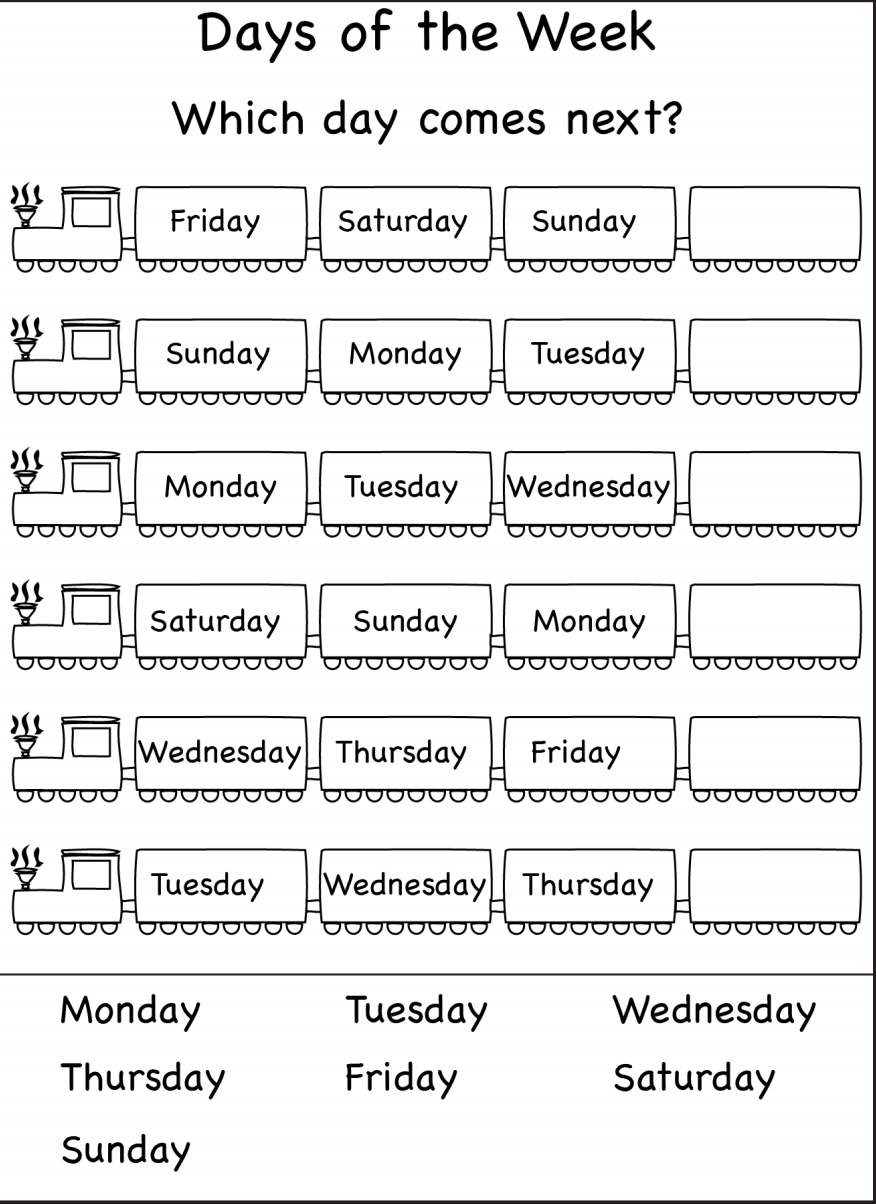 Days of the Week
Which day comes next?
Friday Saturday Sunday
Sunday Monday Tuesday
Monday Tuesday Wednesday
Saturday Sunday Monday
Wednesday Thursday Friday
Tuesday Wednesday Thursday
Monday Tuesday Wednesday
Thursday Friday Saturday
Sunday